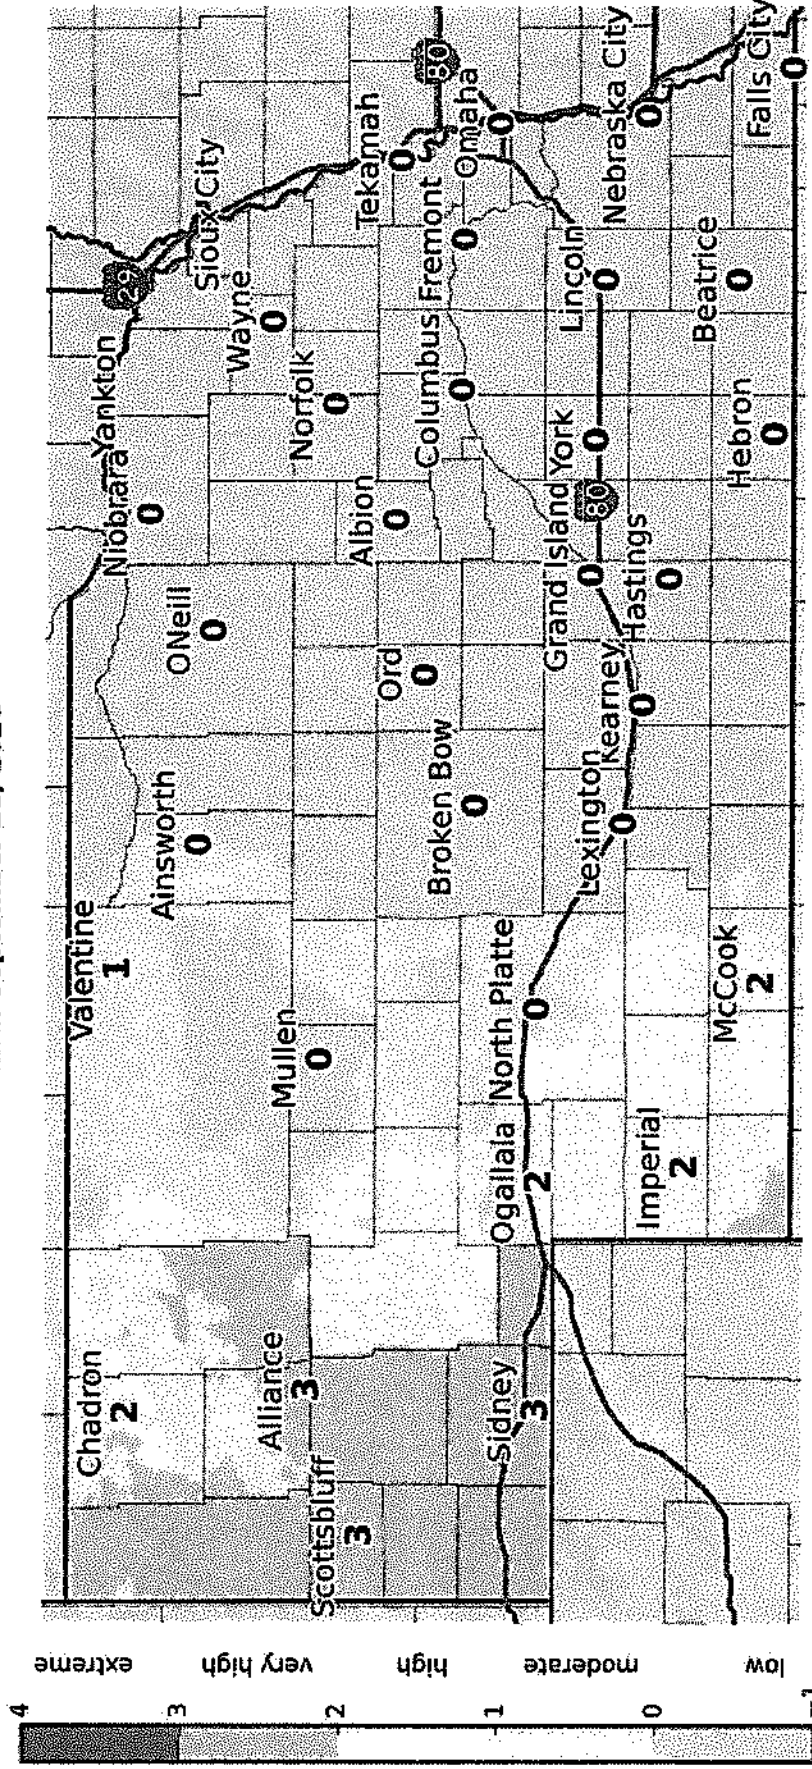 Chadron
2
Valentine
1
Niobrara
0
Yankton
29
Ainsworth
0
ONeill
0
Sioux City
Wayne
0
Alliance
3
Scottsbluff
3
Mullen
0
Norfolk
0
Albion
0
Tekamah
0
Ord
0
Broken Bow
0
Columbus
0
Fremont
0
80
Omaha
0
Sidney
3
Ogallala
2
North Platte
0
Lexington
0
Kearney
0
Grand Island
0
80
York
0
Lincoln
0
Hastings
0
Nebraska City
0
Imperial
2
McCook
2
Hebron
0
Beatrice
0
Falls City
0
4
extreme
3
very high
2
high
1
moderate
0
low